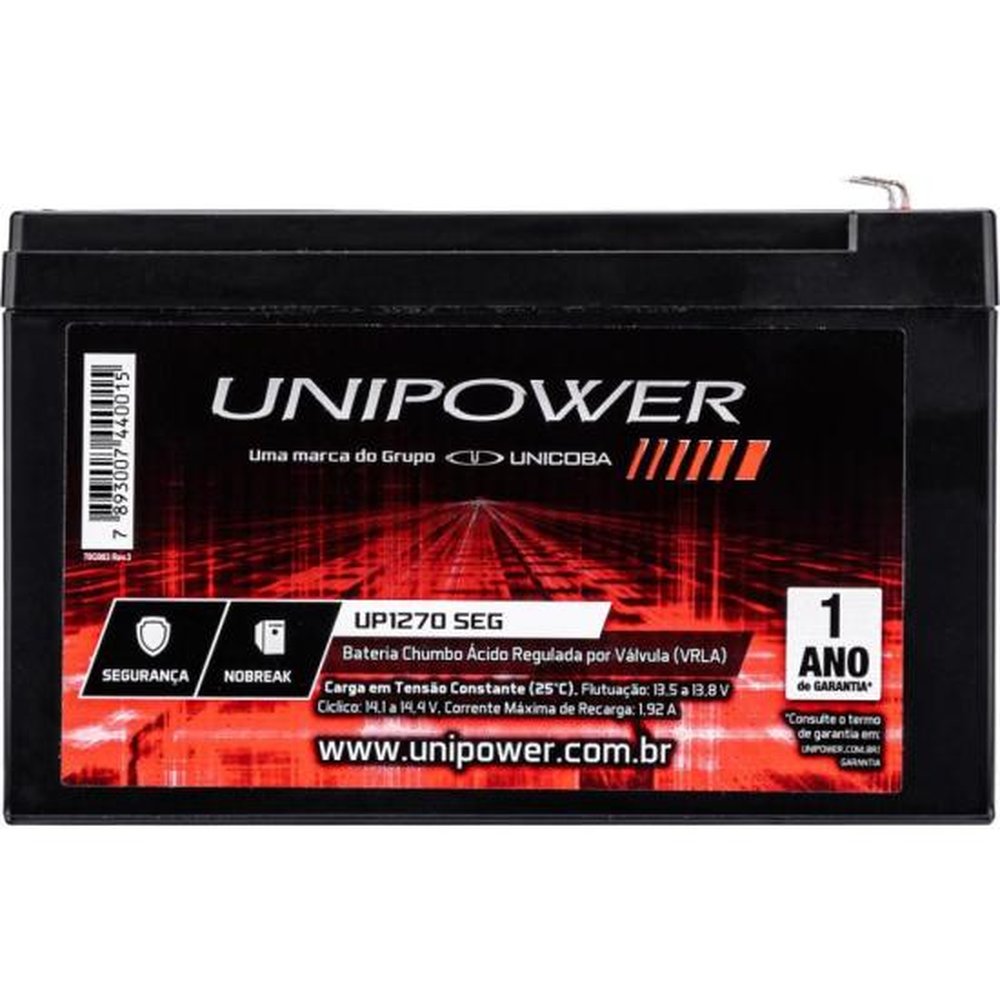 UNIPOWER
Uma marca do Grupo UNICOBA
7 893007 440015
78G983 Rev.3
UP1270 SEG
Bateria Chumbo Ácido Regulada por Válvula (VRLA)
SEGURANÇA
NOBREAK
Carga em Tensão Constante (25°C). Flutuação: 13,5 a 13,8 V
Cíclico: 14,1 a 14,4 V, Corrente Máxima de Recarga: 1,92 A
www.unipower.com.br
1
ANO
de GARANTIA*
*Consulte o termo
de garantia em:
UNIPOWER.COM.BR/
GARANTIA